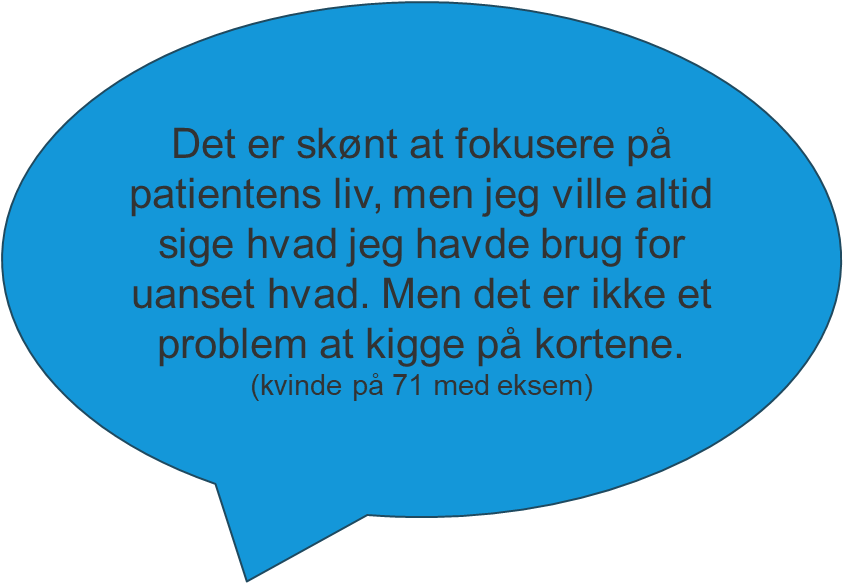 Det er skønt at fokusere på
patientens liv, men jeg ville altid
sige hvad jeg havde brug for
uanset hvad. Men det er ikke et
problem at kigge på kortene.
(kvinde på 71 med eksem)